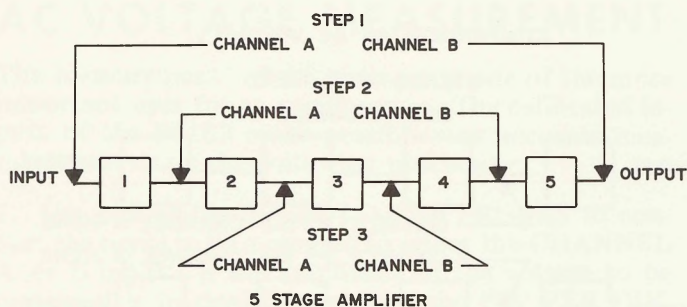 STEP 1
CHANNEL A CHANNEL B
STEP 2
CHANNEL A CHANNEL B
INPUT 1 2 3 4 5 OUTPUT
STEP 3
CHANNEL A CHANNEL B
5 STAGE AMPLIFIER